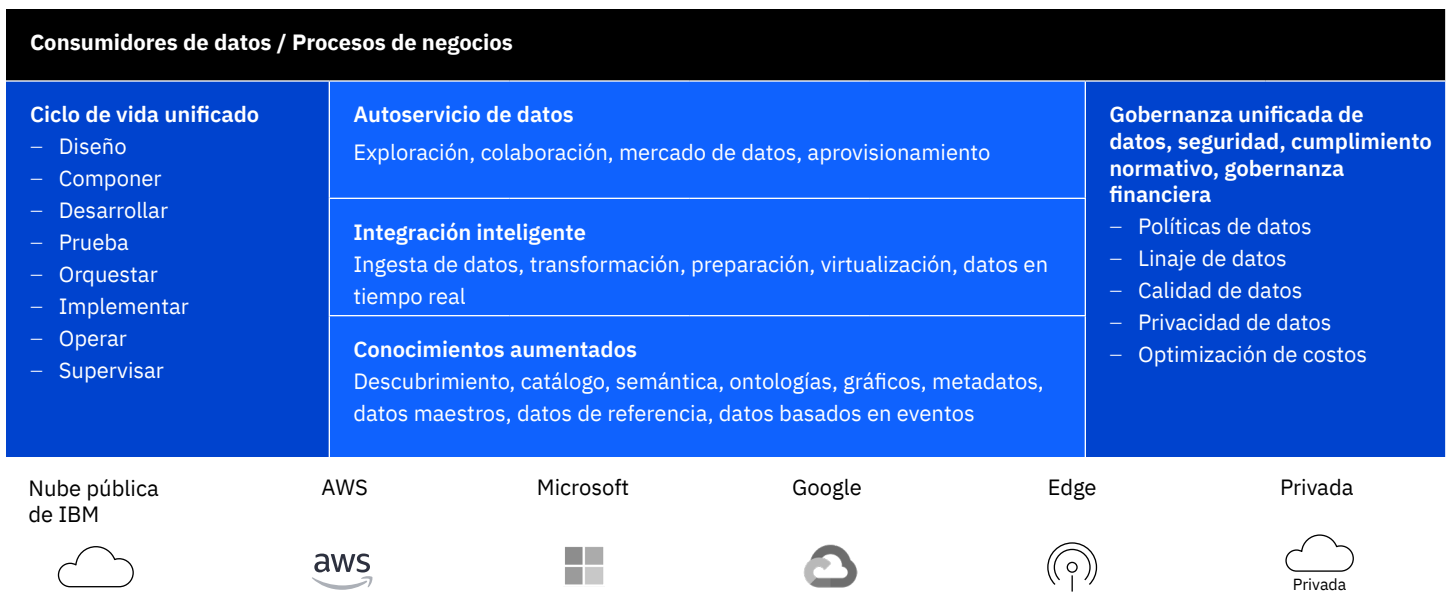 Consumidores de datos / Procesos de negocios
Ciclo de vida unificado
– Diseño
– Componer
– Desarrollar
– Prueba
– Orquestar
– Implementar
– Operar
– Supervisar
Autoservicio de datos
Exploración, colaboración, mercado de datos, aprovisionamiento
Integración inteligente
Ingesta de datos, transformación, preparación, virtualización, datos en
tiempo real
Conocimientos aumentados
Descubrimiento, catálogo, semántica, ontologías, gráficos, metadatos,
datos maestros, datos de referencia, datos basados en eventos
Gobernanza unificada de
datos, seguridad, cumplimiento
normativo, gobernanza
financiera
– Políticas de datos
– Linaje de datos
– Calidad de datos
– Privacidad de datos
– Optimización de costos
Nube pública
de IBM
AWS
Microsoft
Google
Edge
Privada
aws
Privada